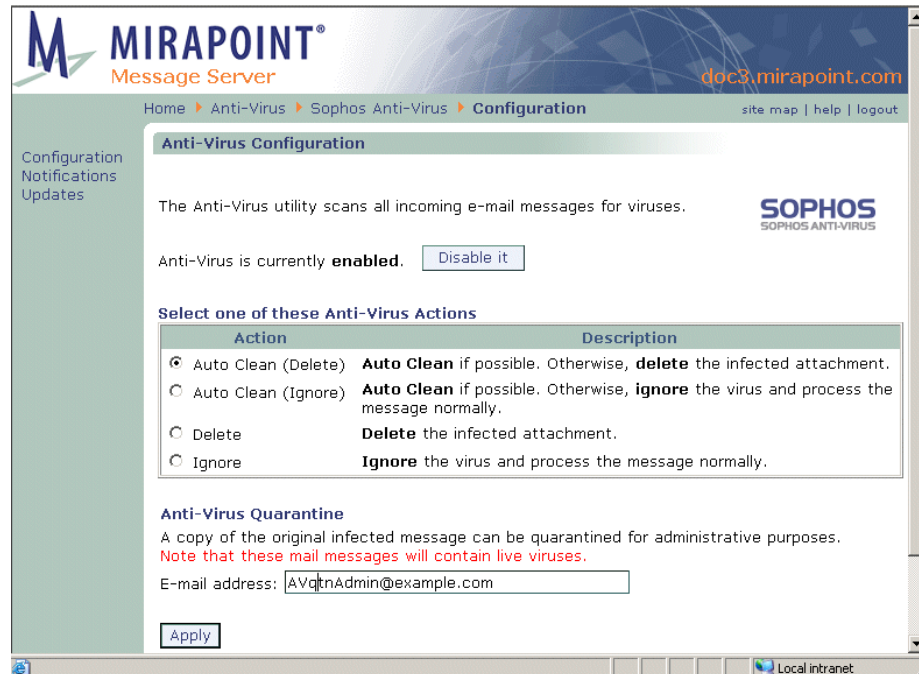 MIRAPOINT®
Message Server
doc3.mirapoint.com
Home Anti-Virus Sophos Anti-Virus Configuration
site map | help | logout
Configuration
Notifications
Updates
Anti-Virus Configuration
The Anti-Virus utility scans all incoming e-mail messages for viruses.
SOPHOS
SOPHOS ANTI-VIRUS
Anti-Virus is currently enabled. Disable it
Select one of these Anti-Virus Actions
Action Description
Auto Clean (Delete) Auto Clean if possible. Otherwise, delete the infected attachment.
Auto Clean (Ignore) Auto Clean if possible. Otherwise, ignore the virus and process the
message normally.
Delete Delete the infected attachment.
Ignore Ignore the virus and process the message normally.
Anti-Virus Quarantine
A copy of the original infected message can be quarantined for administrative purposes.
Note that these mail messages will contain live viruses.
E-mail address: AVqtnAdmin@example.com
Apply
Local intranet